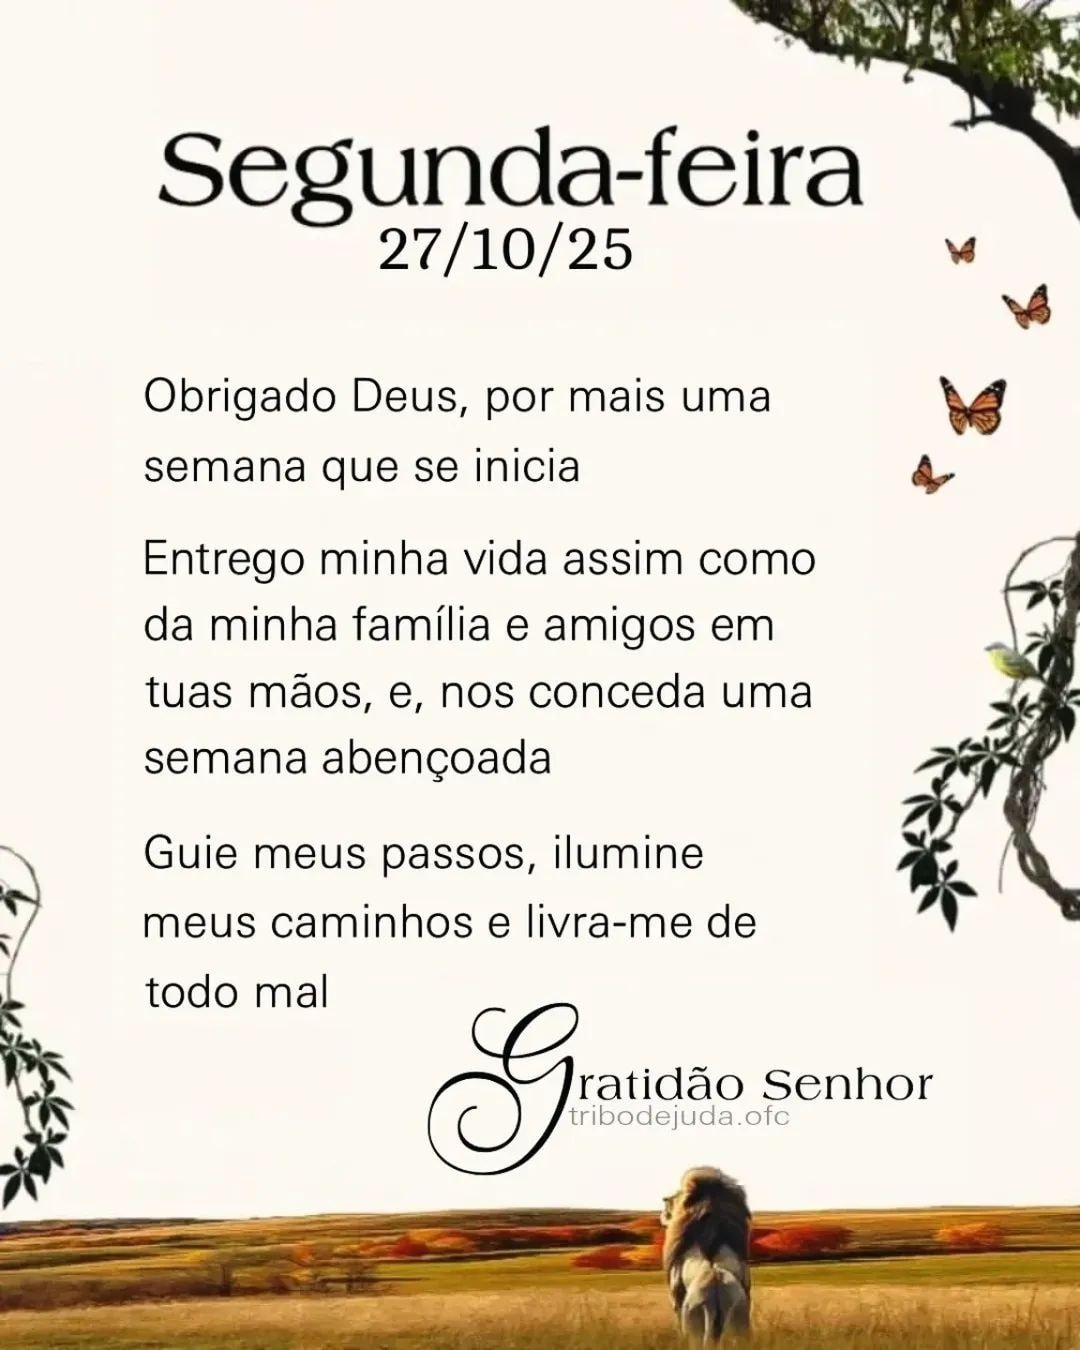 Segunda-feira
27/10/25
Obrigado Deus, por mais uma
semana que se inicia
Entrego minha vida assim como
da minha família e amigos em
tuas mãos, e, nos conceda uma
semana abençoada
Guie meus passos, ilumine
meus caminhos e livra-me de
todo mal
Gratidão Senhor
tribodejuda.ofc